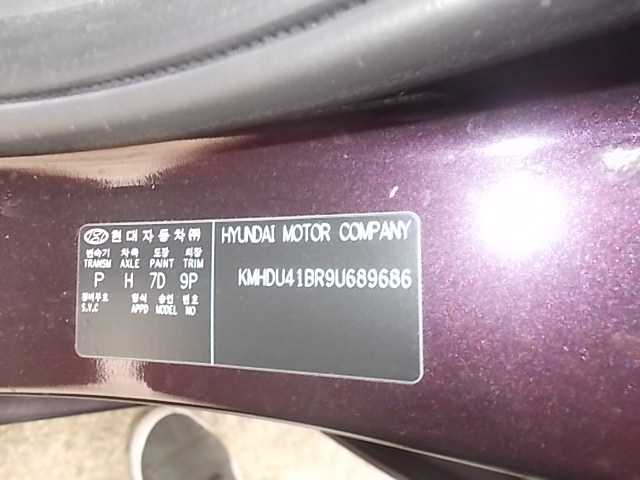 현대자동차㈜
변속기 차축 도장 외장
TRANSM AXLE PAINT TRIM
P H 7D 9P
정비부호 형식 승인 번호
S.V.C APPD MODEL NO
HYUNDAI MOTOR COMPANY
KMHDU41BR9U689686